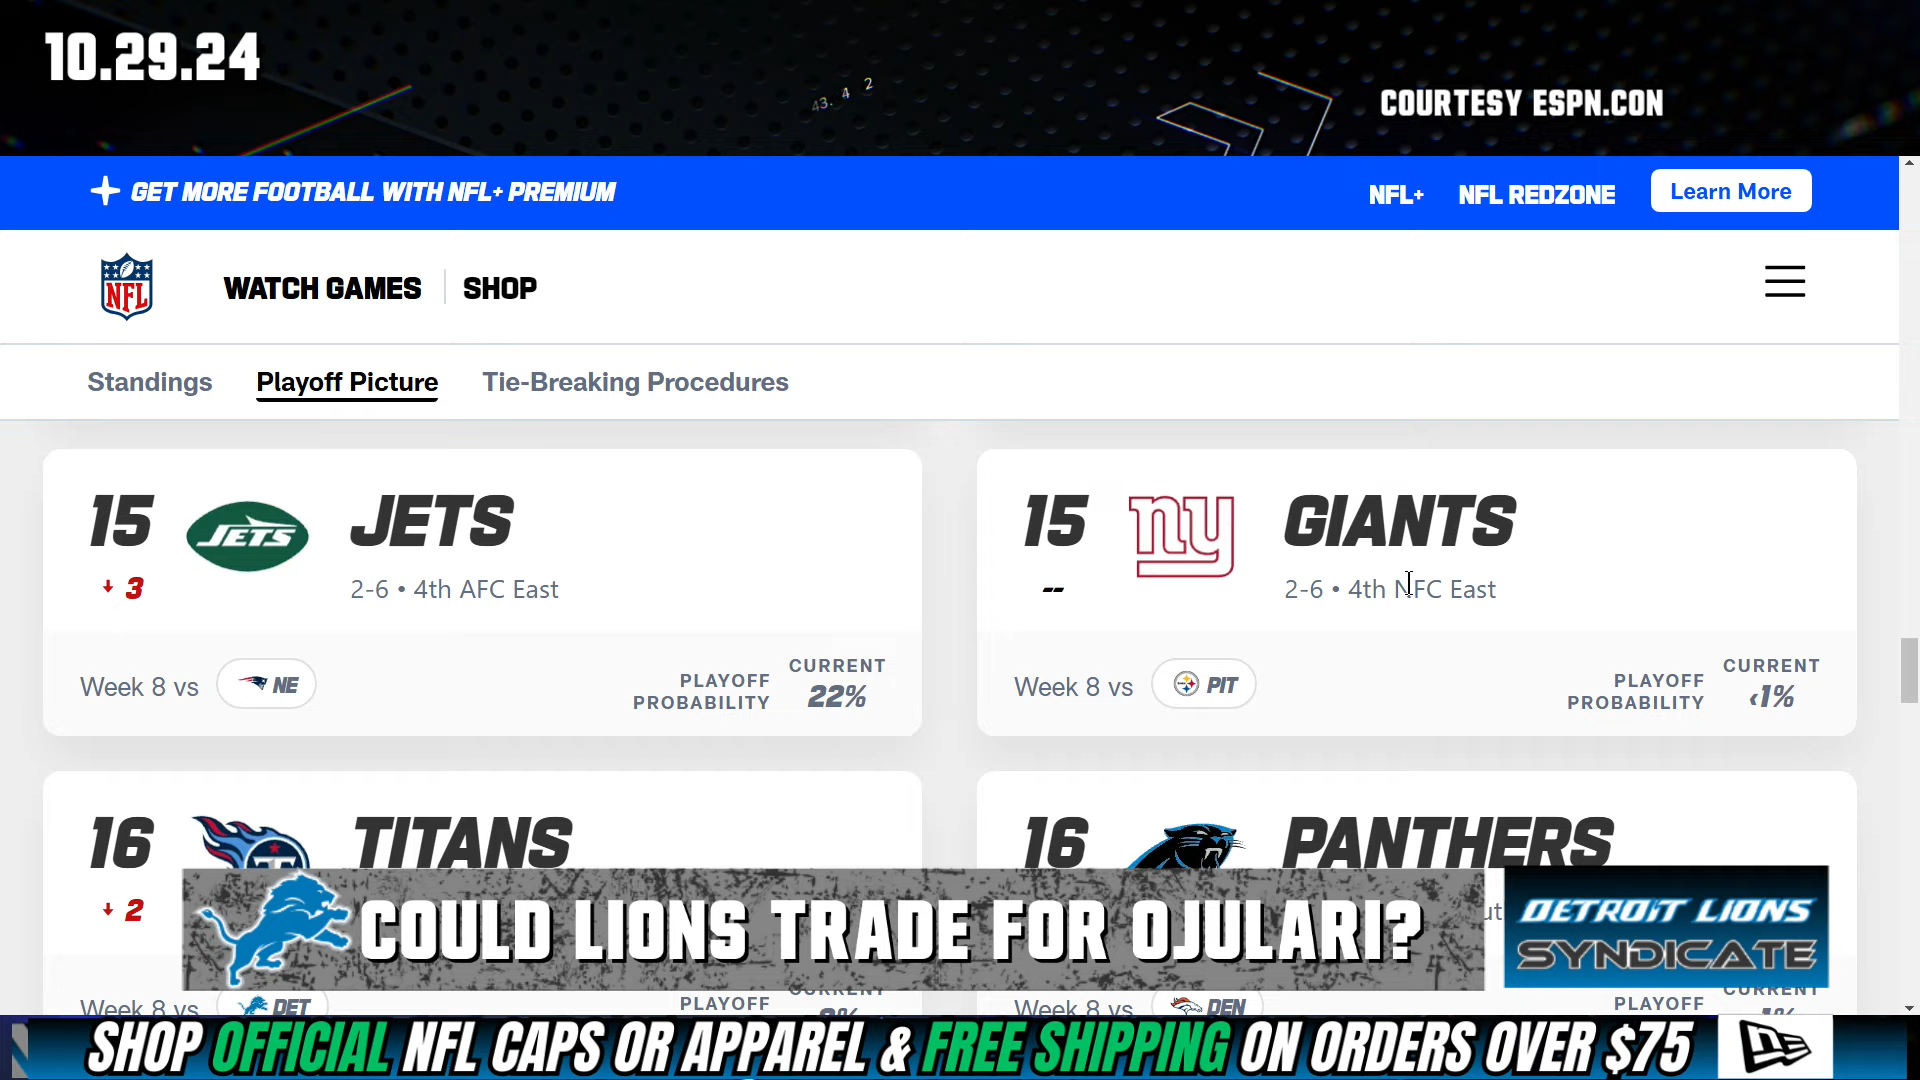 10.29.24
43. 4 2
COURTESY ESPN.CON
GET MORE FOOTBALL WITH NFL+ PREMIUM
NFL+ NFL REDZONE Learn More
NFL
WATCH GAMES SHOP
Standings Playoff Picture Tie-Breaking Procedures
15 JETS JETS
3 2-6 • 4th AFC East
Week 8 vs NE
PLAYOFF PROBABILITY
CURRENT
22%
15 ny GIANTS
-- 2-6 • 4th NFC East
Week 8 vs PIT
PLAYOFF PROBABILITY
CURRENT
<1%
16 TITANS
2
Week 8 vs DET
PLAYOFF
CURRENT
16 PANTHERS
Week 8 vs DEN
PLAYOFF
CURRENT
COULD LIONS TRADE FOR OJULARI?
DETROIT LIONS
SYNDICATE
SHOP OFFICIAL NFL CAPS OR APPAREL & FREE SHIPPING ON ORDERS OVER $75